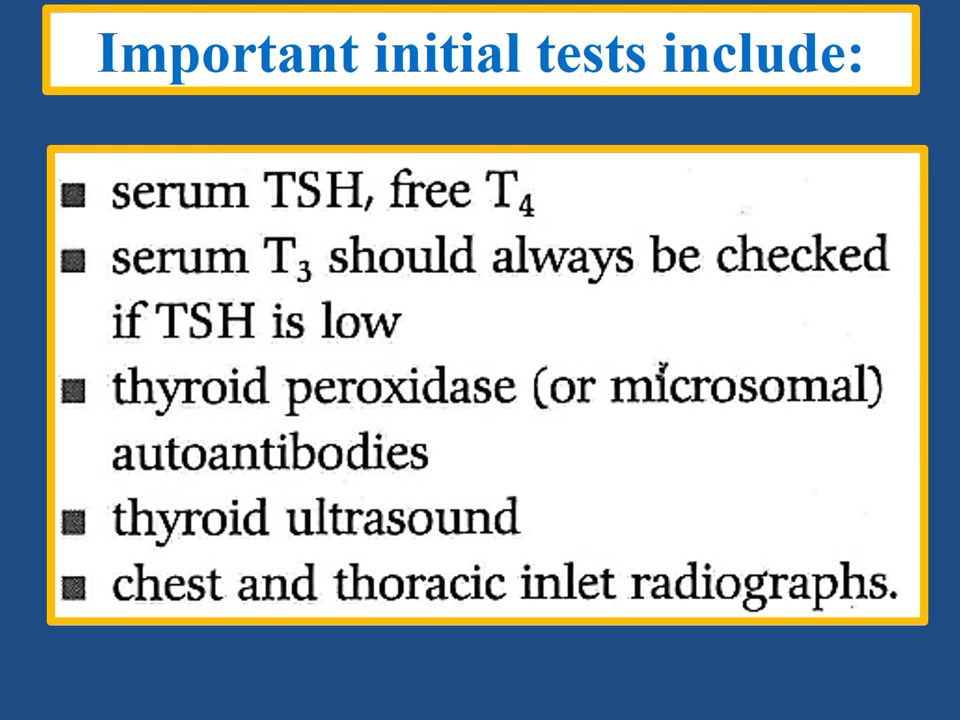 Important initial tests include:
■ serum TSH, free T₄
■ serum T₃ should always be checked
if TSH is low
■ thyroid peroxidase (or microsomal)
autoantibodies
■ thyroid ultrasound
■ chest and thoracic inlet radiographs.